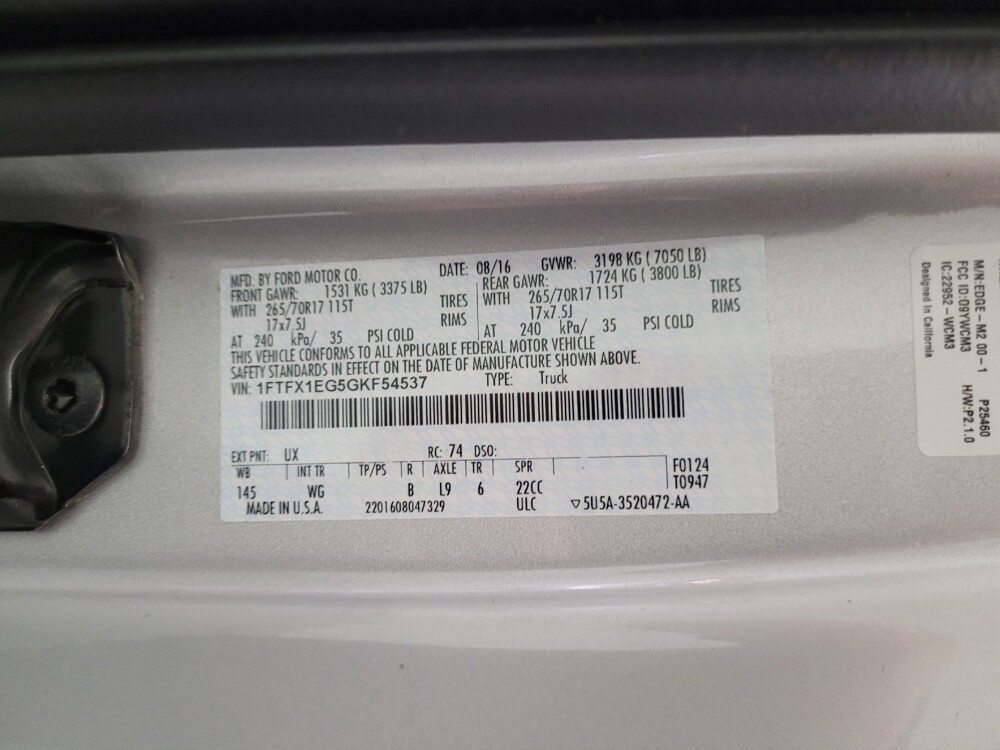 MFD. BY FORD MOTOR CO.
DATE: 08/16
GVWR: 3198 KG ( 7050 LB)
FRONT GAWR: 1531 KG ( 3375 LB)
WITH 265/70R17 115T TIRES
17x7.5J RIMS
AT 240 kPa/ 35 PSI COLD
REAR GAWR: 1724 KG ( 3800 LB)
WITH 265/70R17 115T TIRES
17x7.5J RIMS
AT 240 kPa/ 35 PSI COLD
THIS VEHICLE CONFORMS TO ALL APPLICABLE FEDERAL MOTOR VEHICLE
SAFETY STANDARDS IN EFFECT ON THE DATE OF MANUFACTURE SHOWN ABOVE.
VIN: 1FTFX1EG5GKF54537 TYPE: Truck
EXT PNT: UX RC: 74 DSO:
WB INT TR TP/PS R AXLE TR SPR
145 WG B L9 6 22CC
F0124
T0947
MADE IN U.S.A. 2201608047329 ULC ▽5U5A-3520472-AA
M/N:EDGE-M2 00-1 P25460
FCC ID:09YWCM3 H/W:P2.1.0
IC:22952-WCM3
Designed in California